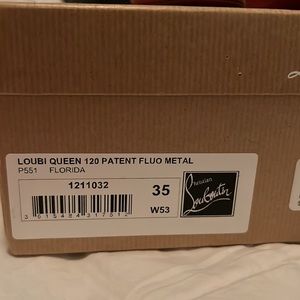 LOUBI QUEEN 120 PATENT FLUO METAL
P551 FLORIDA
1211032
35
W53
Christian
Louboutin